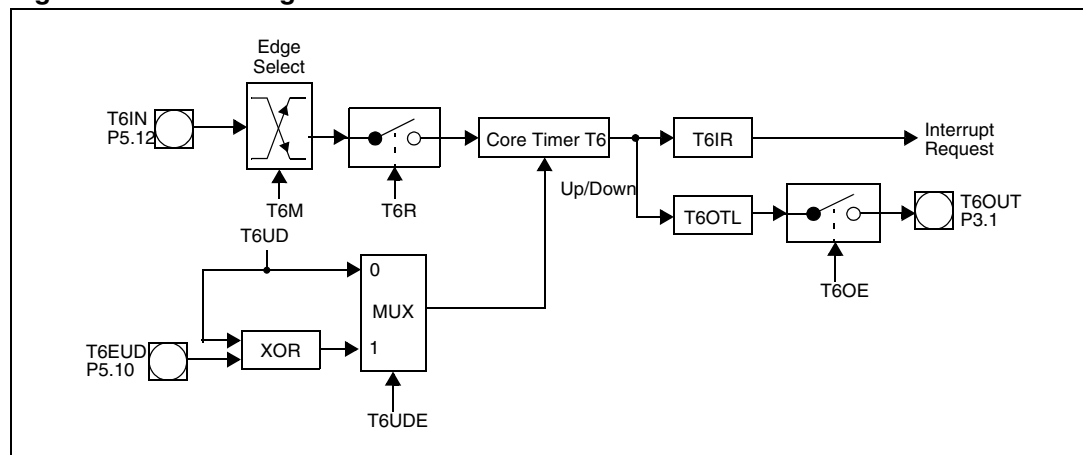 Edge
Select
T6IN
P5.12
Core Timer T6
T6IR
Interrupt
Request
Up/Down
T6M
T6R
T6OTL
T6OUT
P3.1
T6UD
0
MUX
T6OE
T6EUD
P5.10
XOR
1
T6UDE